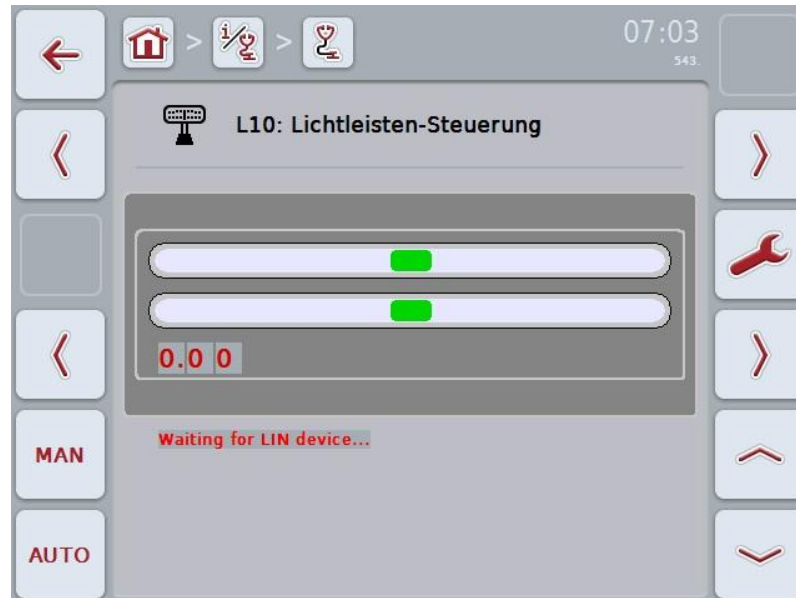 07:03
543.
L10: Lichtleisten-Steuerung
0.0 0
Waiting for LIN device...
MAN
AUTO